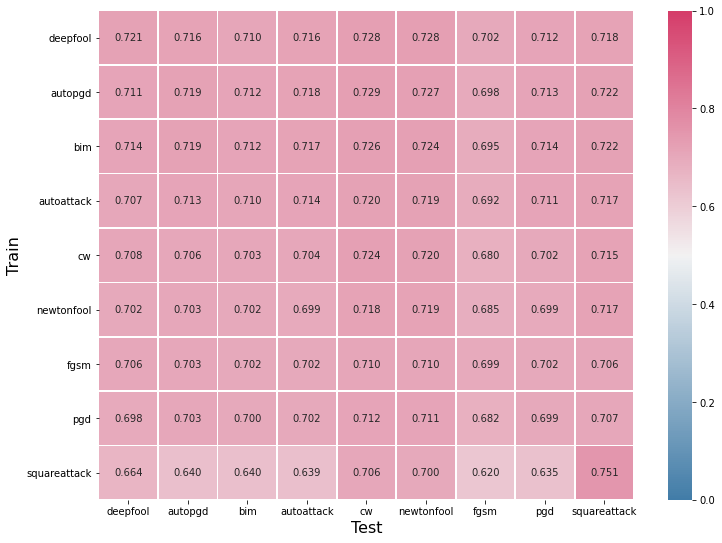 deepfool 0.721 0.716 0.710 0.716 0.728 0.728 0.702 0.712 0.718
autopgd 0.711 0.719 0.712 0.718 0.729 0.727 0.698 0.713 0.722
bim 0.714 0.719 0.712 0.717 0.726 0.724 0.695 0.714 0.722
autoattack 0.707 0.713 0.710 0.714 0.720 0.719 0.692 0.711 0.717
cw 0.708 0.706 0.703 0.704 0.724 0.720 0.680 0.702 0.715
newtonfool 0.702 0.703 0.702 0.699 0.718 0.719 0.685 0.699 0.717
fgsm 0.706 0.703 0.702 0.702 0.710 0.710 0.699 0.702 0.706
pgd 0.698 0.703 0.700 0.702 0.712 0.711 0.682 0.699 0.707
squareattack 0.664 0.640 0.640 0.639 0.706 0.700 0.620 0.635 0.751
deepfool autopgd bim autoattack cw newtonfool fgsm pgd squareattack
Test
Train
1.0
0.8
0.6
0.4
0.2
0.0